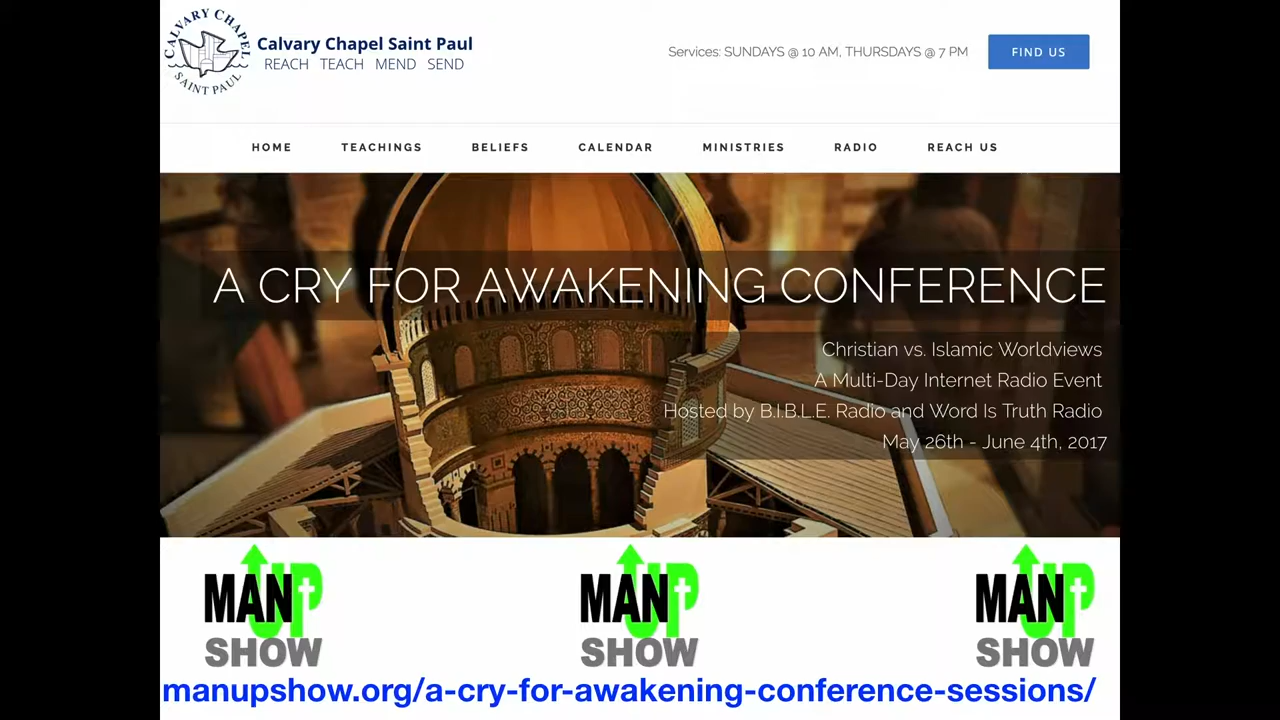 CALVARY CHAPEL
SAINT PAUL
Calvary Chapel Saint Paul
REACH TEACH MEND SEND
Services: SUNDAYS @ 10 AM, THURSDAYS @ 7 PM
FIND US
HOME TEACHINGS BELIEFS CALENDAR MINISTRIES RADIO REACH US
A CRY FOR AWAKENING CONFERENCE
Christian vs. Islamic Worldviews
A Multi-Day Internet Radio Event
Hosted by B.I.B.L.E. Radio and Word Is Truth Radio
May 26th - June 4th, 2017
MAN UP MAN UP MAN UP
SHOW SHOW SHOW
manupshow.org/a-cry-for-awakening-conference-sessions/